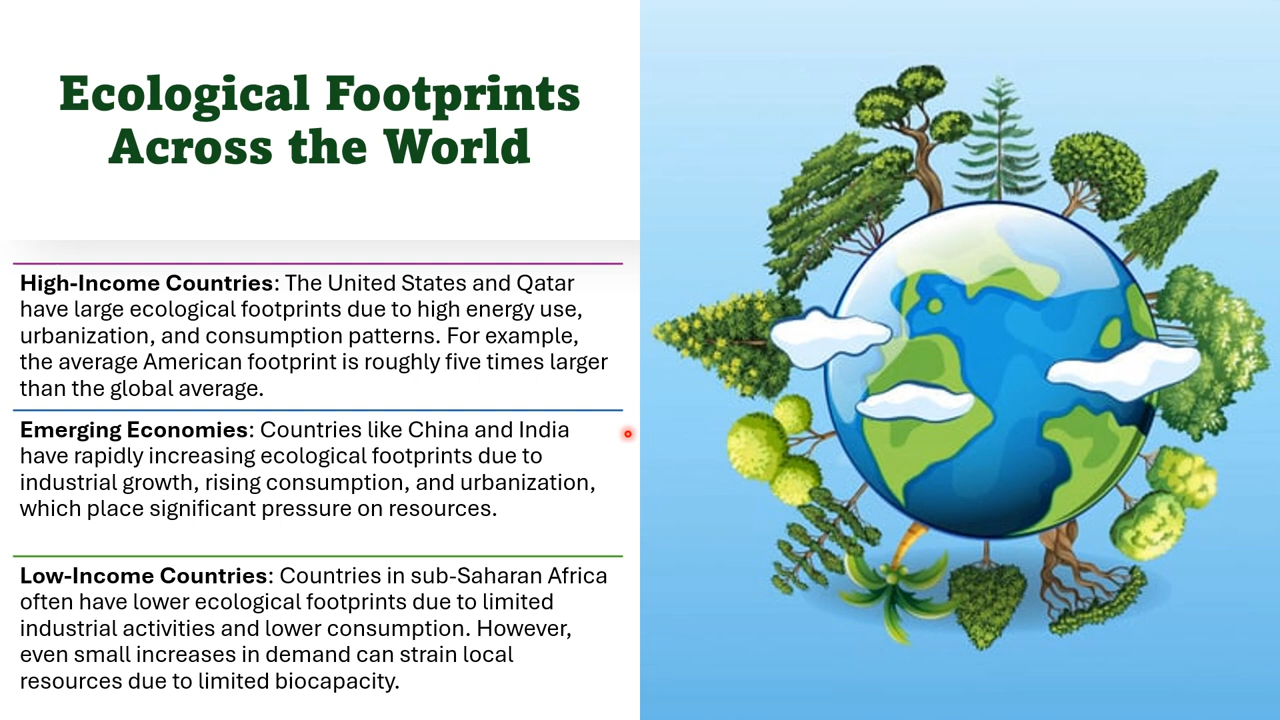 Ecological Footprints
Across the World
High-Income Countries: The United States and Qatar
have large ecological footprints due to high energy use,
urbanization, and consumption patterns. For example,
the average American footprint is roughly five times larger
than the global average.
Emerging Economies: Countries like China and India
have rapidly increasing ecological footprints due to
industrial growth, rising consumption, and urbanization,
which place significant pressure on resources.
Low-Income Countries: Countries in sub-Saharan Africa
often have lower ecological footprints due to limited
industrial activities and lower consumption. However,
even small increases in demand can strain local
resources due to limited biocapacity.